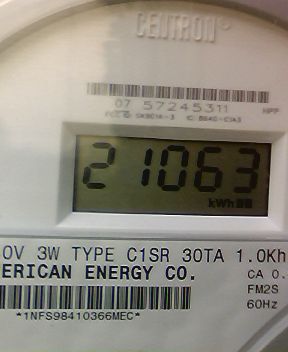 CENTRON®
07 57245311 HPP
21063
kWh
0V 3W TYPE C1SR 30TA 1.0Kh
ERICAN ENERGY CO.
CA 0.
FM2S
60Hz
*1NFS98410366MEC*